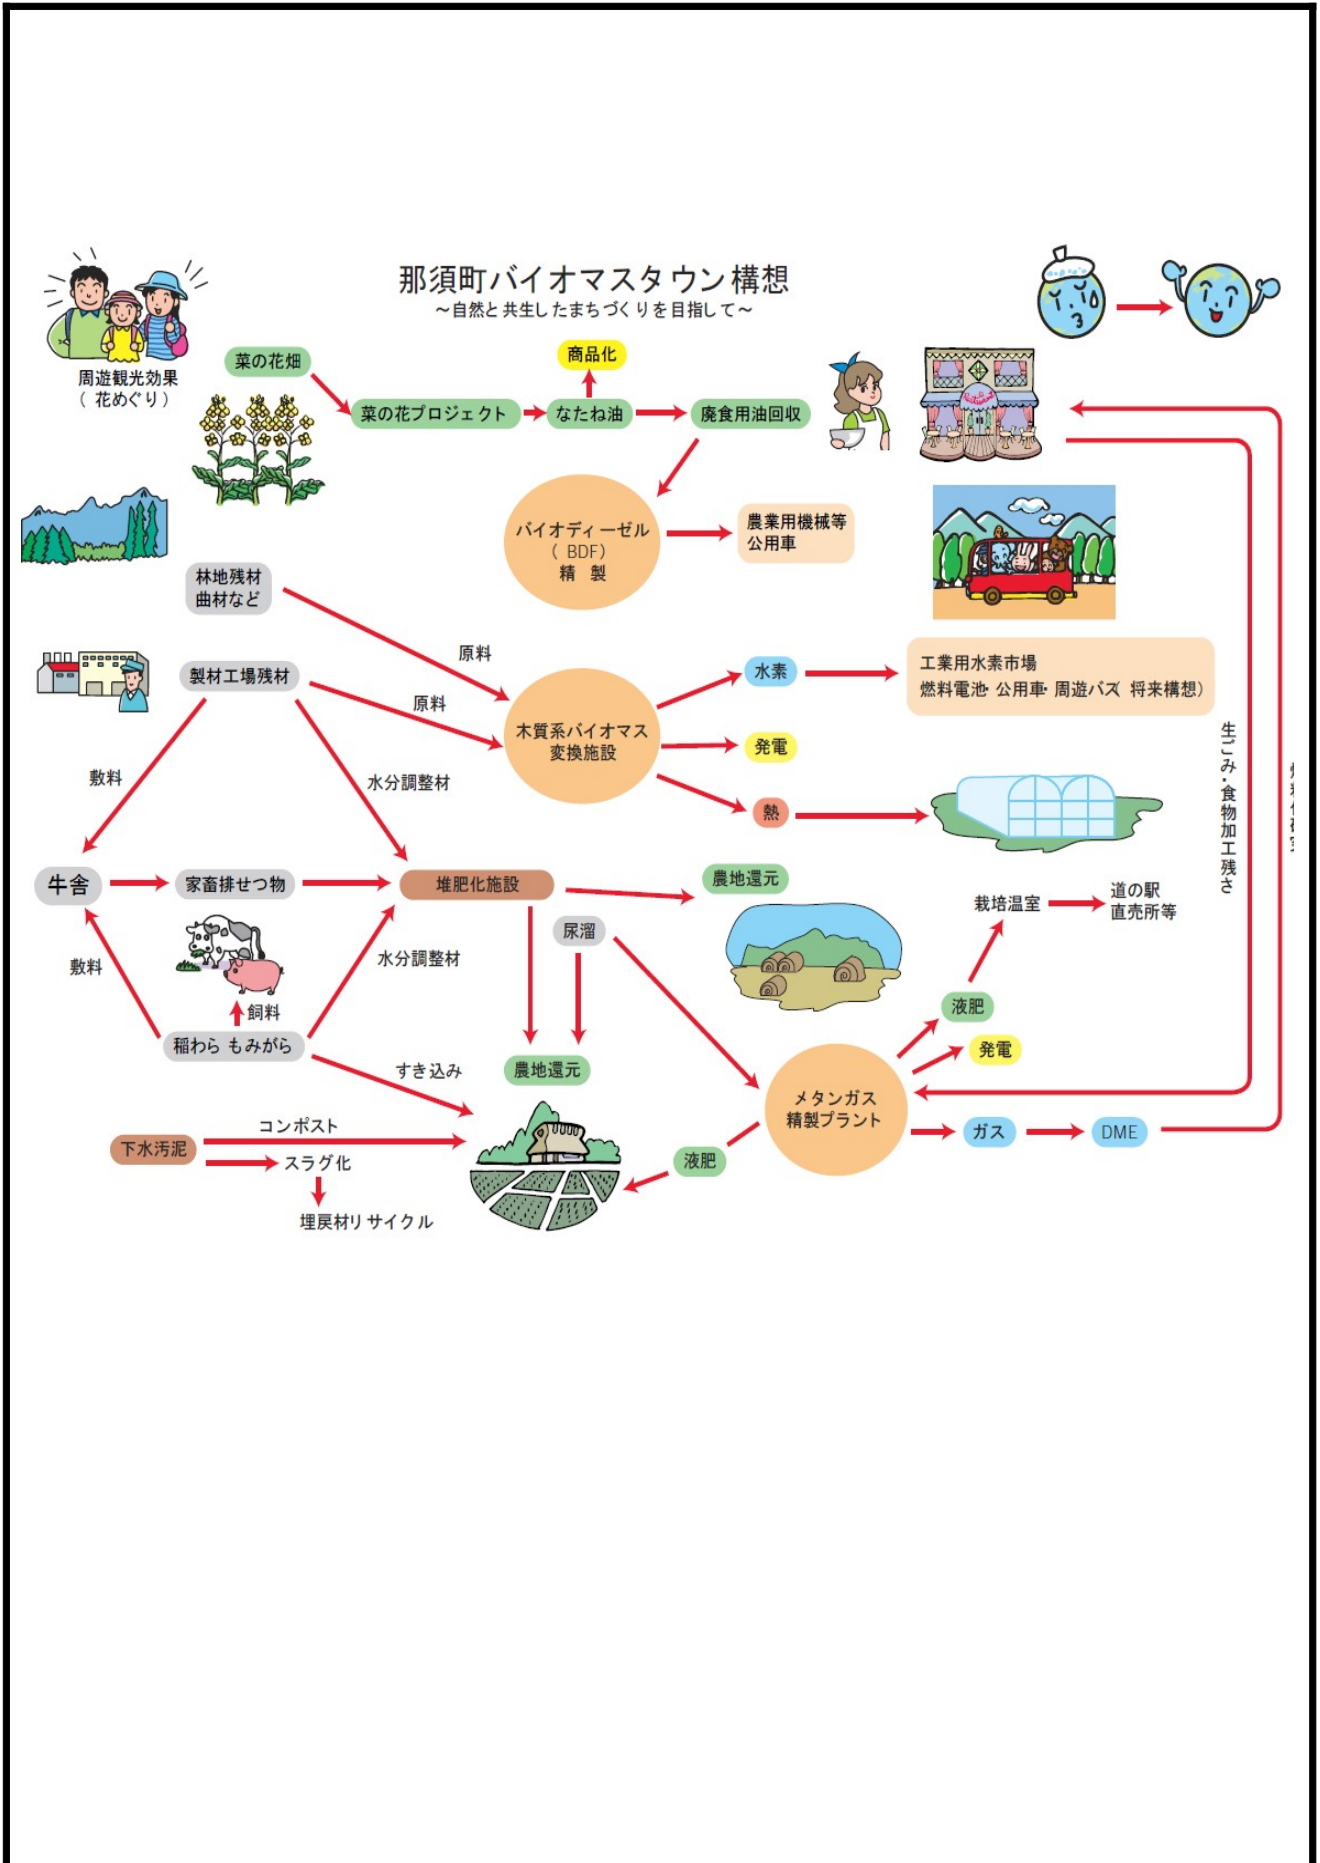 那須町バイオマスタウン構想
～自然と共生したまちづくりを目指して～
周遊観光効果
（花めぐり）
菜の花畑
商品化
菜の花プロジェクト
なたね油
廃食用油回収
Restaurant
バイオディーゼル
（BDF）
精 製
農業用機械等
公用車
林地残材
曲材など
原料
製材工場残材
原料
水素
工業用水素市場
燃料電池・公用車・周遊バス（将来構想）
木質系バイオマス
変換施設
発電
熱
敷料
水分調整材
生ごみ・食物加工残さ
牛舎
家畜排せつ物
堆肥化施設
農地還元
尿溜
栽培温室
道の駅
直売所等
敷料
水分調整材
飼料
稲わら もみがら
液肥
発電
すき込み
農地還元
メタンガス
精製プラント
コンポスト
下水汚泥
スラグ化
液肥
ガス
DME
埋戻材リサイクル